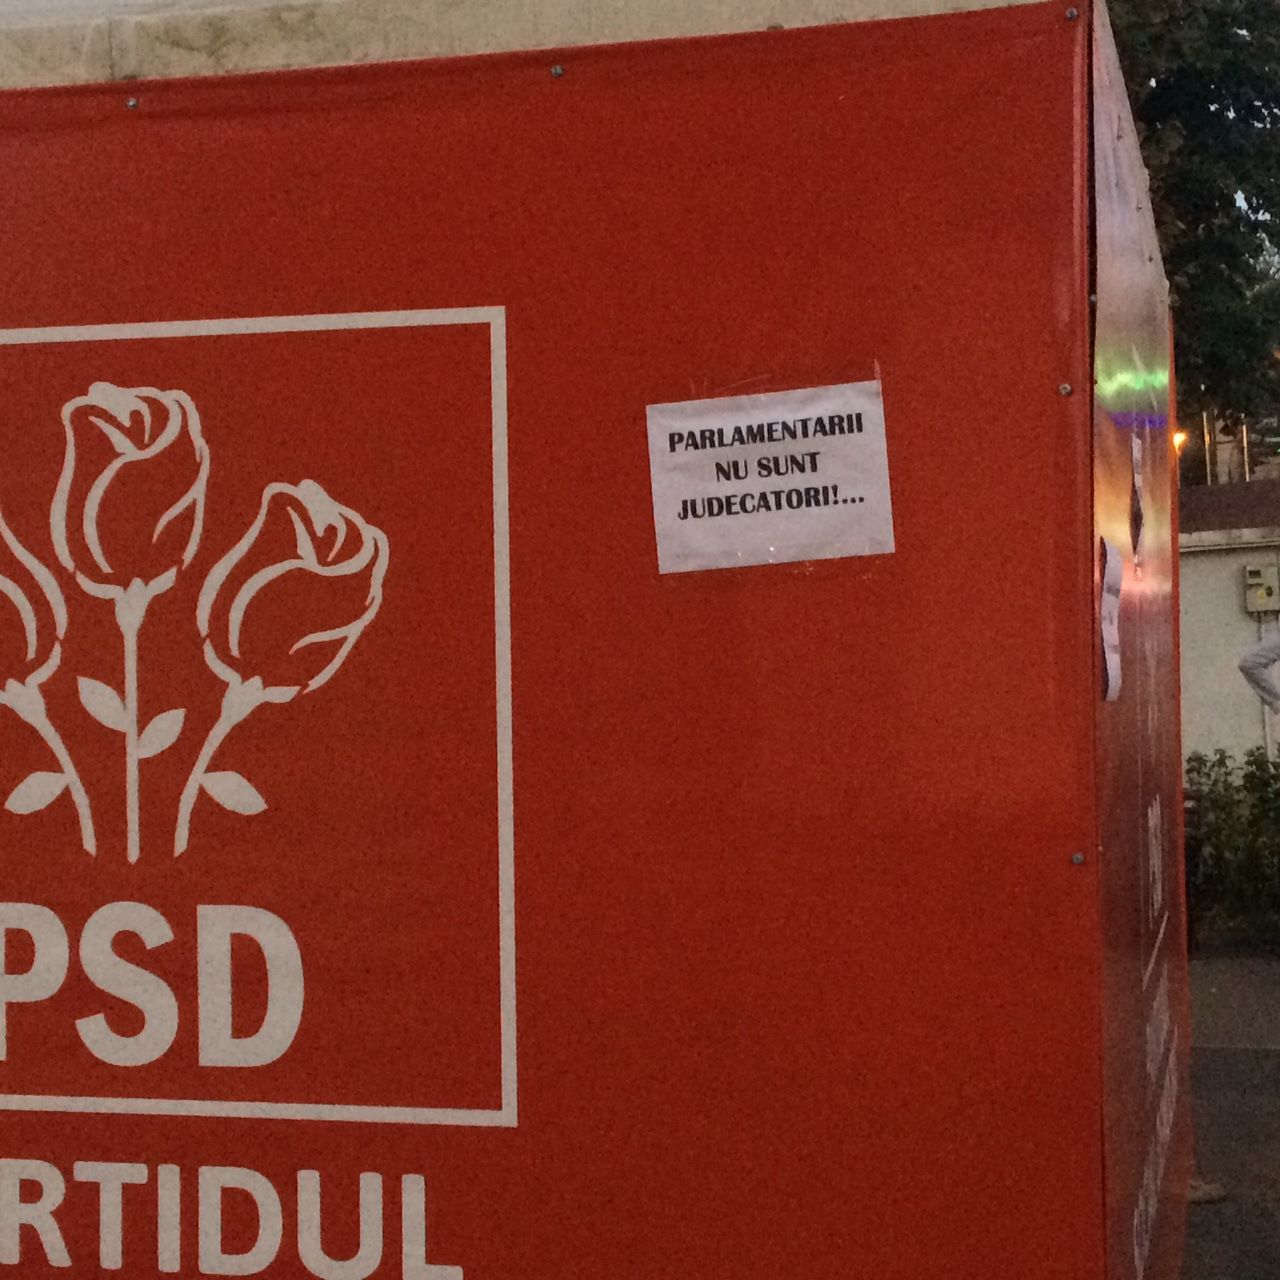 PARLAMENTARII
NU SUNT
JUDECATORI!...
PSD
RTIDUL